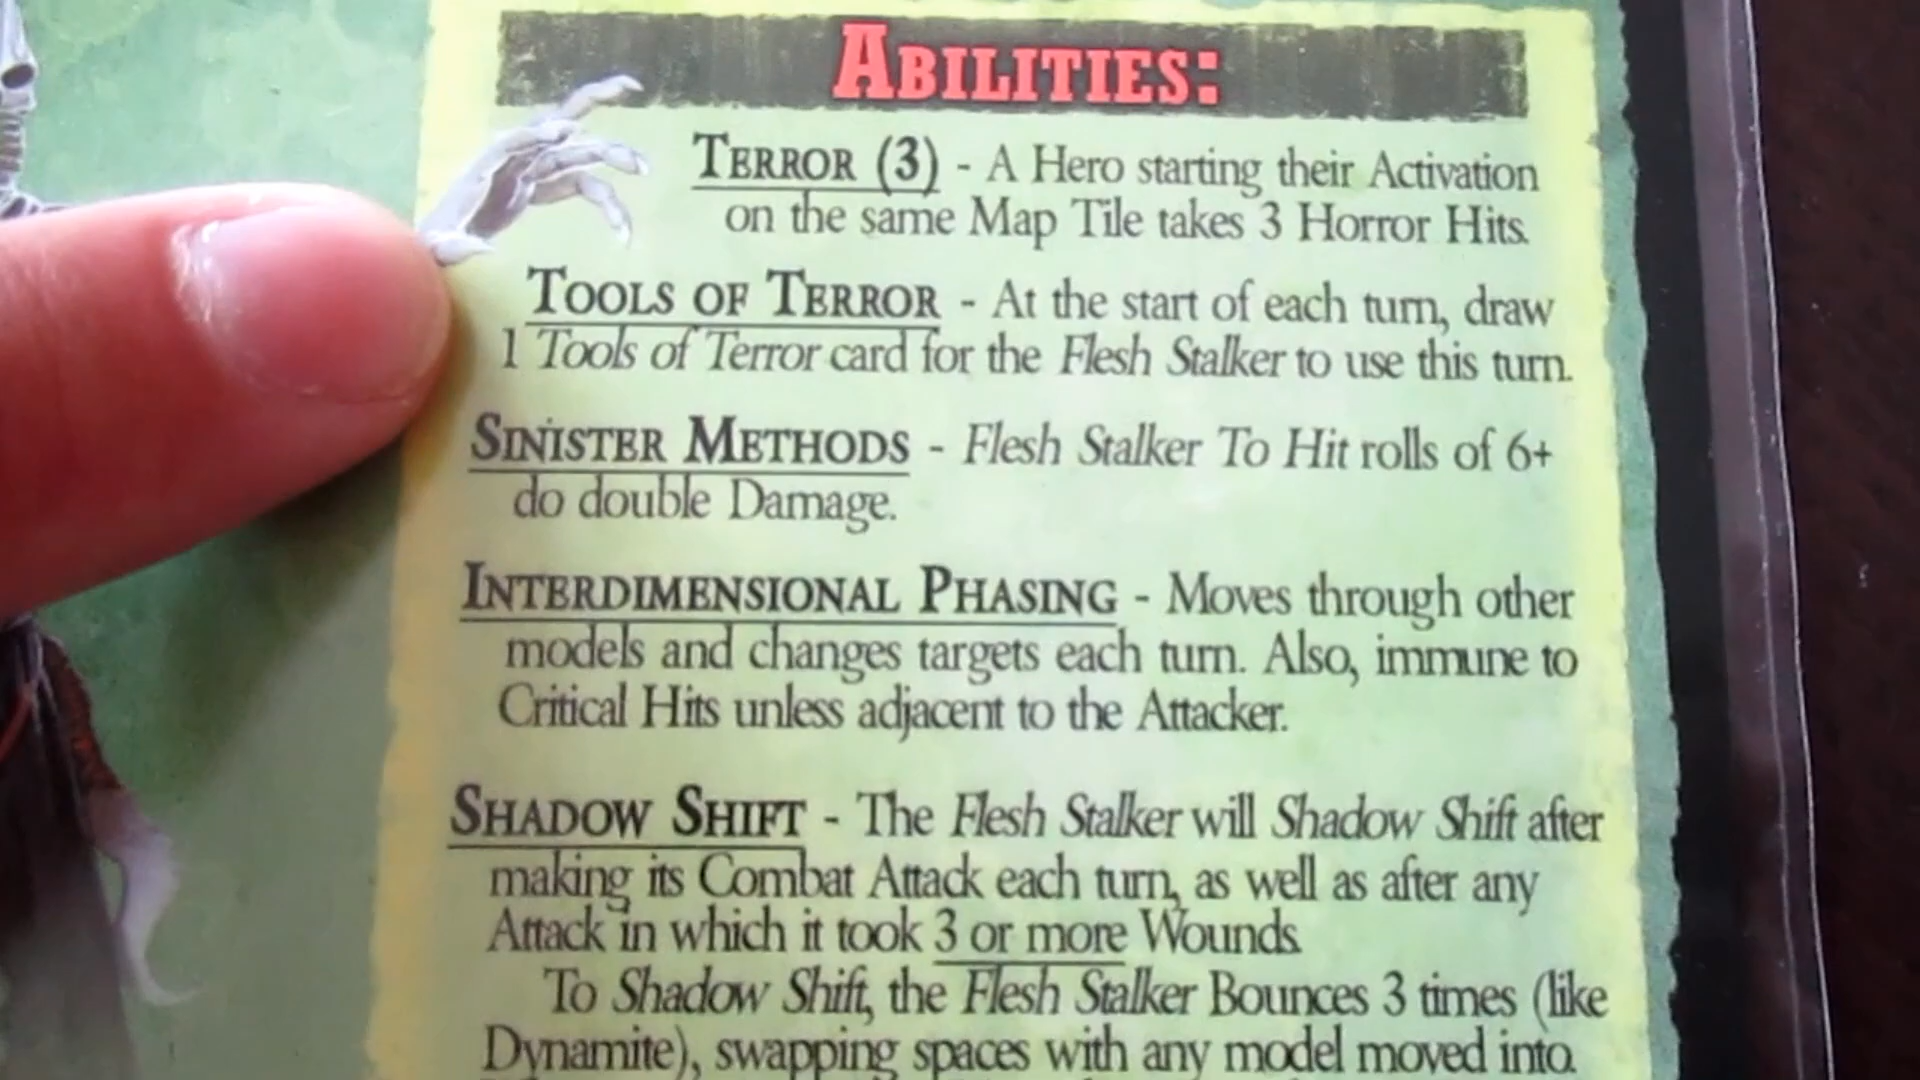 ABILITIES:
TERROR (3) - A Hero starting their Activation
on the same Map Tile takes 3 Horror Hits.
TOOLS OF TERROR - At the start of each turn, draw
1 Tools of Terror card for the Flesh Stalker to use this turn.
SINISTER METHODS - Flesh Stalker To Hit rolls of 6+
do double Damage.
INTERDIMENSIONAL PHASING - Moves through other
models and changes targets each turn. Also, immune to
Critical Hits unless adjacent to the Attacker.
SHADOW SHIFT - The Flesh Stalker will Shadow Shift after
making its Combat Attack each turn, as well as after any
Attack in which it took 3 or more Wounds.
To Shadow Shift, the Flesh Stalker Bounces 3 times (like
Dynamite), swapping spaces with any model moved into.